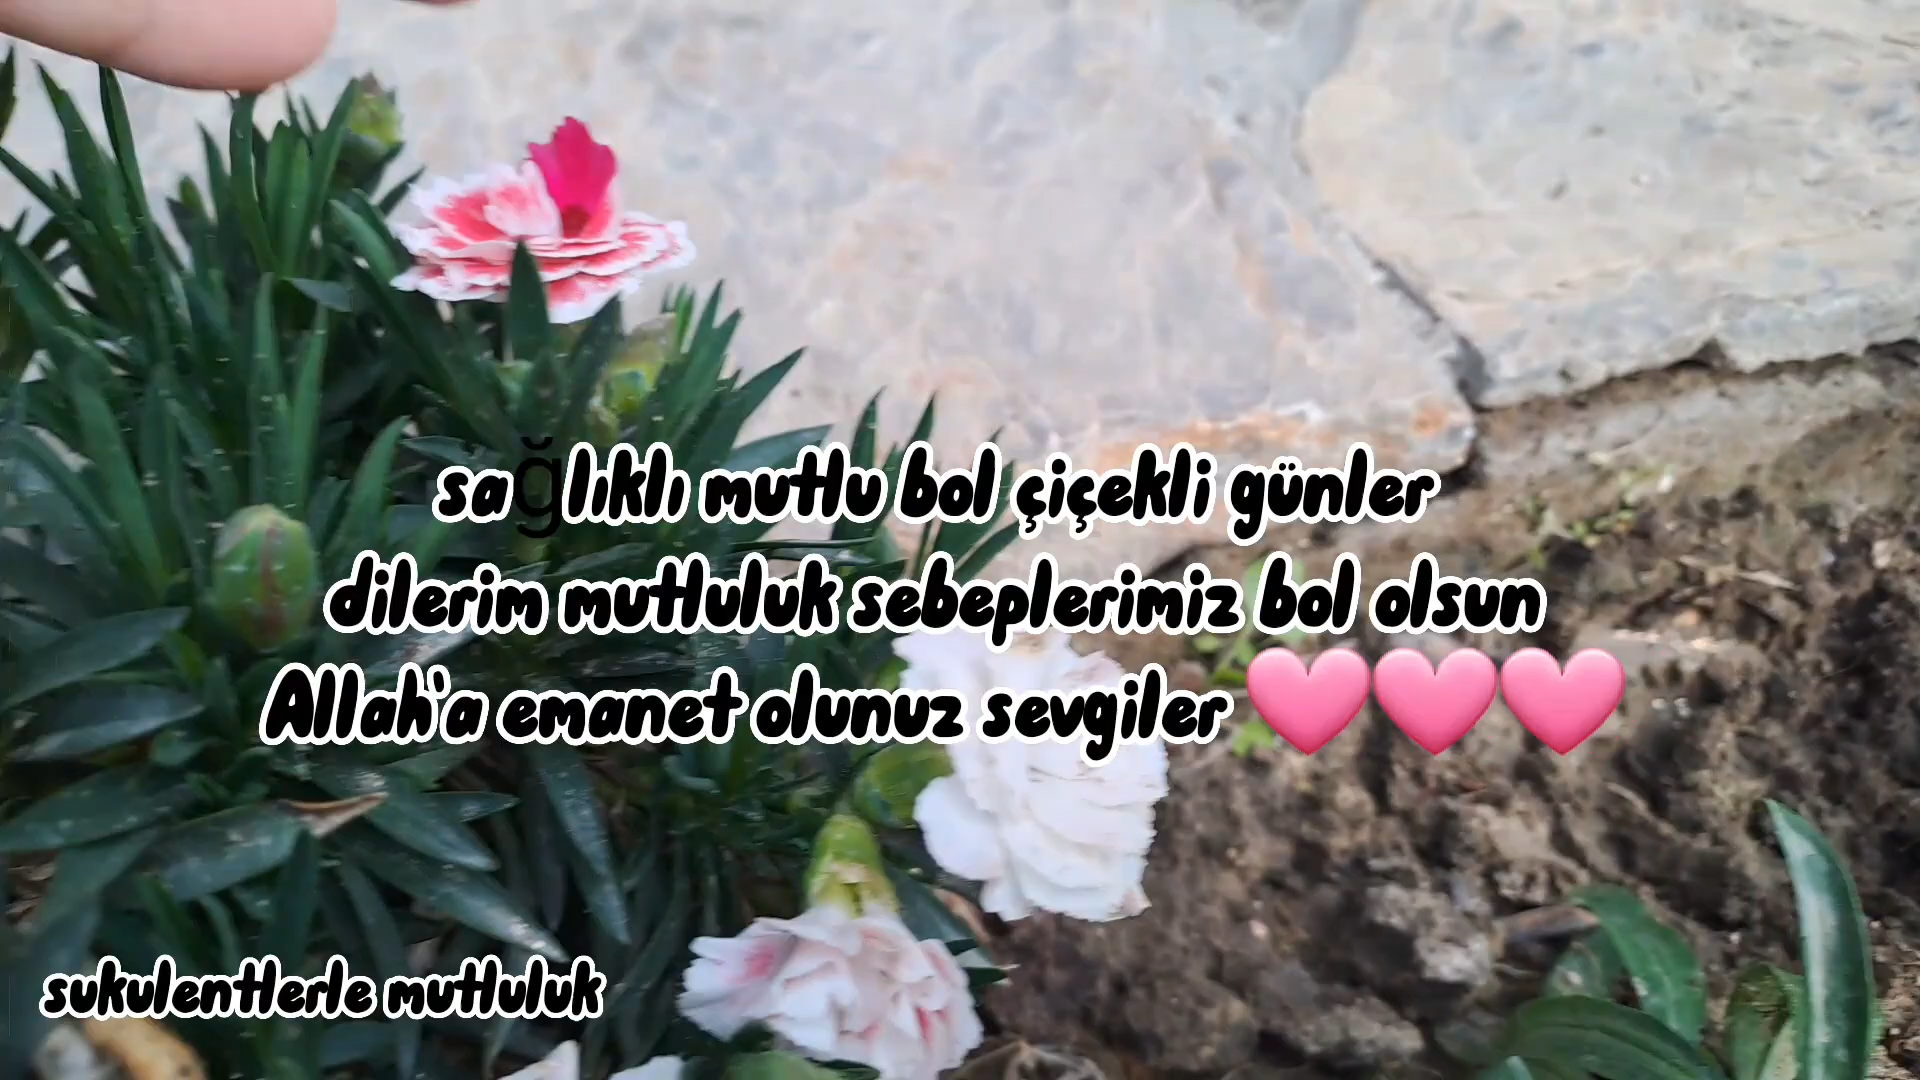 sağlıklı mutlu bol çiçekli günler
dilerim mutluluk sebeplerimiz bol olsun
Allah'a emanet olunuz sevgiler 🩷🩷🩷
sukulentlerle mutluluk